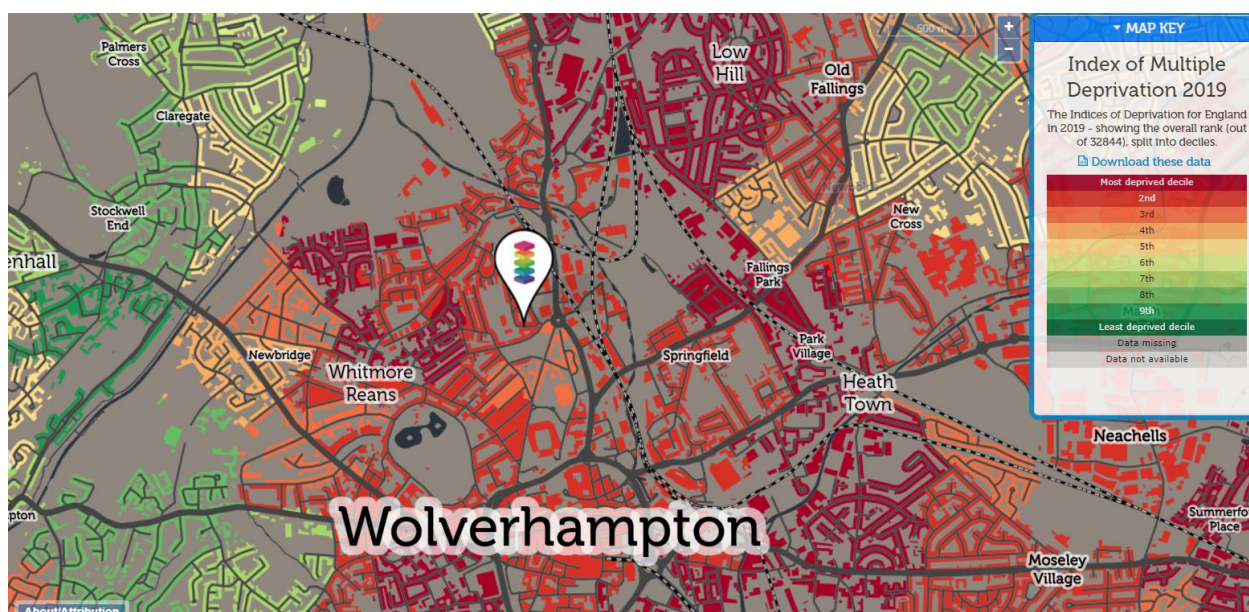 Palmers
Cross
Claregate
Stockwell
End
enhall
Newbridge
Whitmore
Reans
Low
Hill
Old
Fallings
New
Cross
Fallings
Park
Park
Village
Springfield
Heath
Town
Neachells
Wolverhampton
Moseley
Village
Summerfo
Place
pton
About/Attribution
500 m
+
−
MAP KEY
Index of Multiple
Deprivation 2019
The Indices of Deprivation for England
in 2019 - showing the overall rank (out
of 32844), split into deciles.
Download these data
Most deprived decile
2nd
3rd
4th
5th
6th
7th
8th
9th
Least deprived decile
Data missing
Data not available